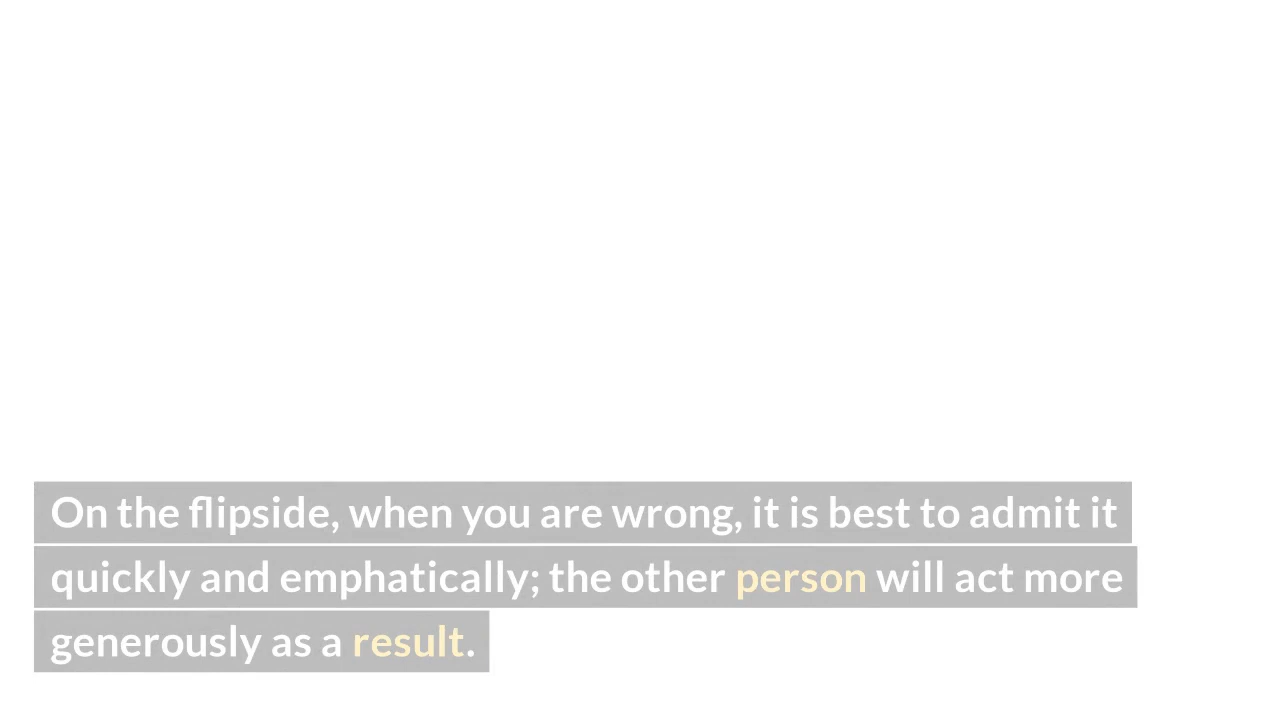 On the flipside, when you are wrong, it is best to admit it
quickly and emphatically; the other person will act more
generously as a result.